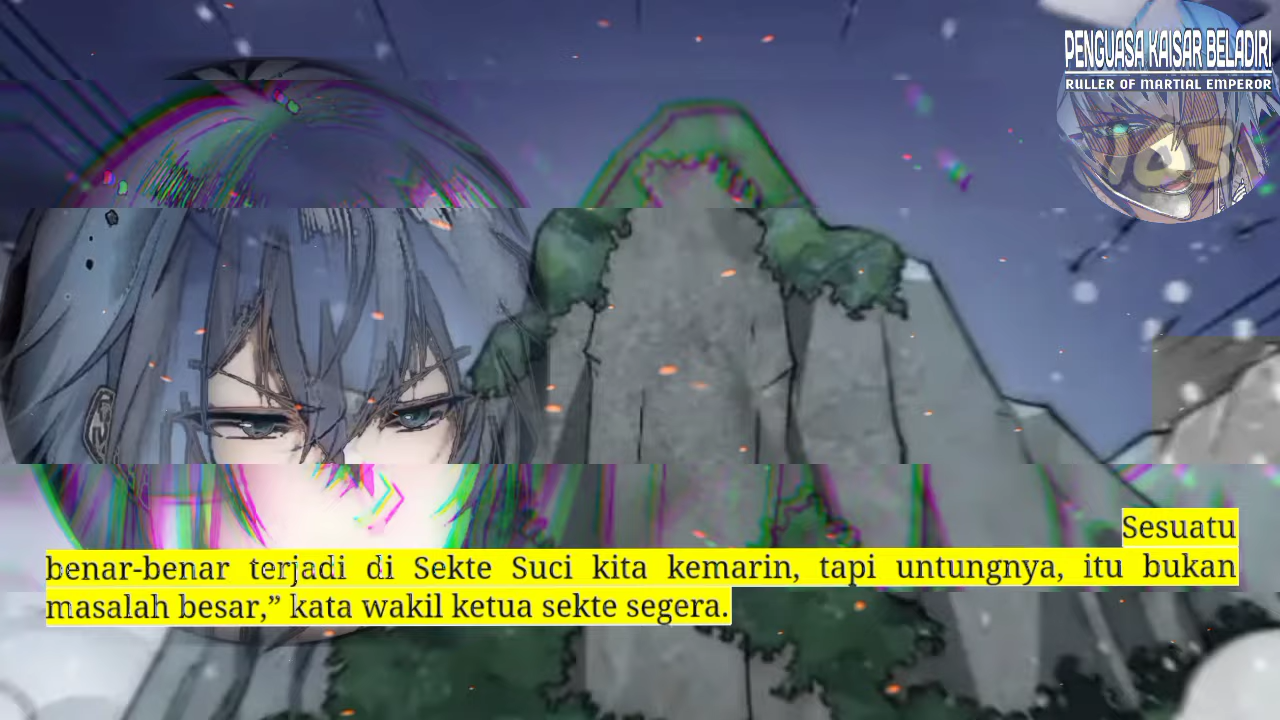 PENGUASA KAISAR BELADIRI
RULLER OF MARTIAL EMPEROR
Sesuatu
benar-benar terjadi di Sekte Suci kita kemarin, tapi untungnya, itu bukan
masalah besar,” kata wakil ketua sekte segera.